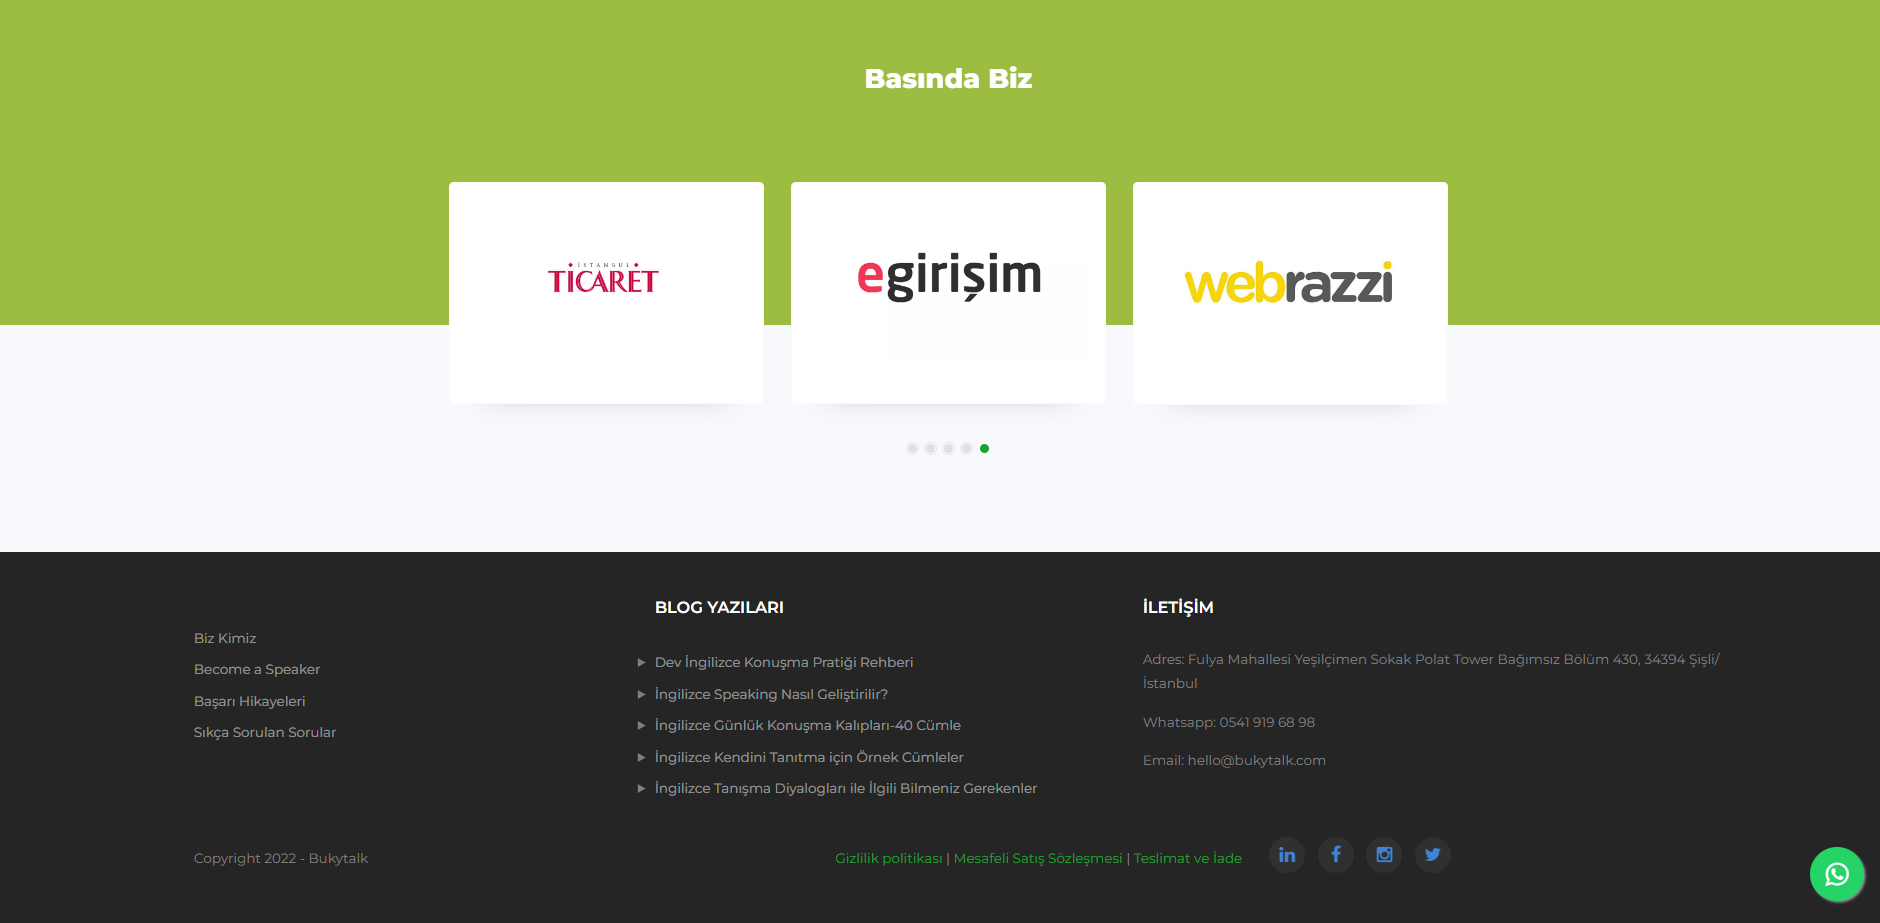 Basında Biz
İSTANBUL
TİCARET
egirişim
webrazzi
Biz Kimiz
Become a Speaker
Başarı Hikayeleri
Sıkça Sorulan Sorular
BLOG YAZILARI
Dev İngilizce Konuşma Pratiği Rehberi
İngilizce Speaking Nasıl Geliştirilir?
İngilizce Günlük Konuşma Kalıpları-40 Cümle
İngilizce Kendini Tanıtma için Örnek Cümleler
İngilizce Tanışma Diyalogları ile İlgili Bilmeniz Gerekenler
İLETİŞİM
Adres: Fulya Mahallesi Yeşilçimen Sokak Polat Tower Bağımsız Bölüm 430, 34394 Şişli/
İstanbul
Whatsapp: 0541 919 68 98
Email: hello@bukytalk.com
Copyright 2022 - Bukytalk
Gizlilik politikası | Mesafeli Satış Sözleşmesi | Teslimat ve İade